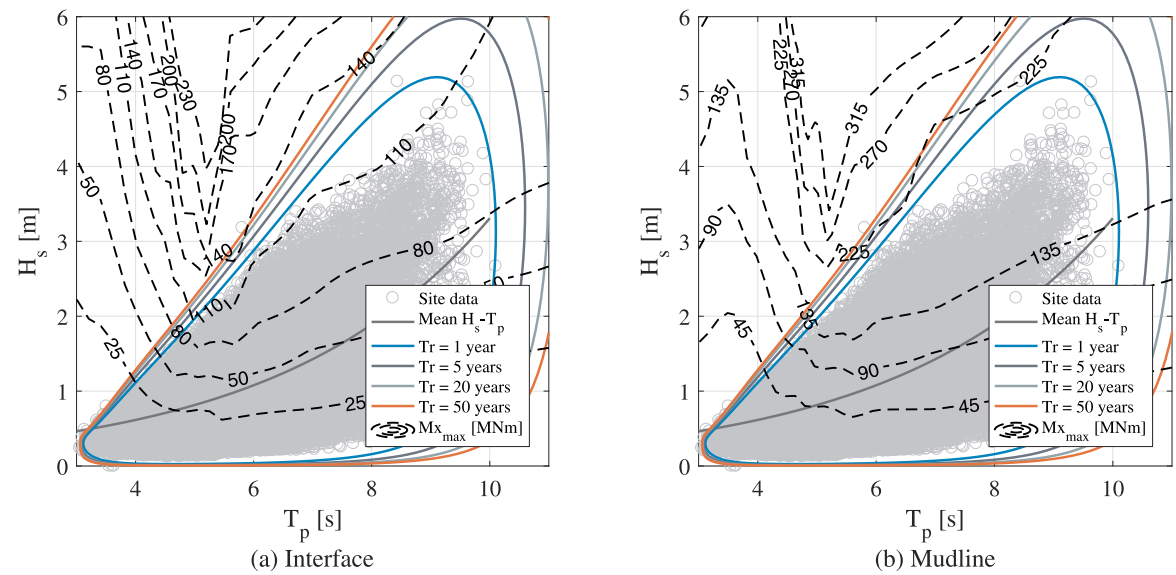 6
5
4
3
2
1
0
H_s [m]
4
6
8
10
T_p [s]
80
140
110
200
170
230
50
25
200
170
140
140
110
80
110
80
50
25
Site data
Mean H_s-T_p
Tr = 1 year
Tr = 5 years
Tr = 20 years
Tr = 50 years
Mx_max [MNm]
(a) Interface
6
5
4
3
2
1
0
H_s [m]
4
6
8
10
T_p [s]
135
225
315
270
90
45
315
270
225
225
135
135
90
45
Site data
Mean H_s-T_p
Tr = 1 year
Tr = 5 years
Tr = 20 years
Tr = 50 years
Mx_max [MNm]
(b) Mudline